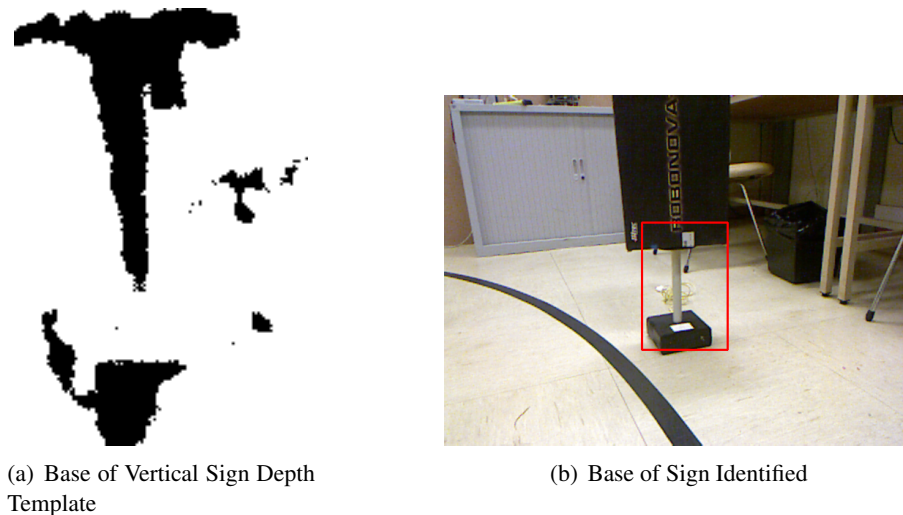 ROBONOVA
(a) Base of Vertical Sign Depth
Template
(b) Base of Sign Identified